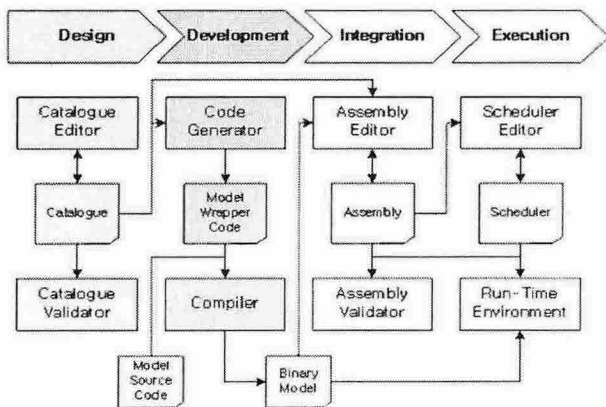 Design
Development
Integration
Execution
Catalogue
Editor
Code
Generator
Assembly
Editor
Scheduler
Editor
Catalogue
Model
Wrapper
Code
Assembly
Scheduler
Catalogue
Validator
Compiler
Assembly
Validator
Run-Time
Environment
Model
Source
Code
Binary
Model